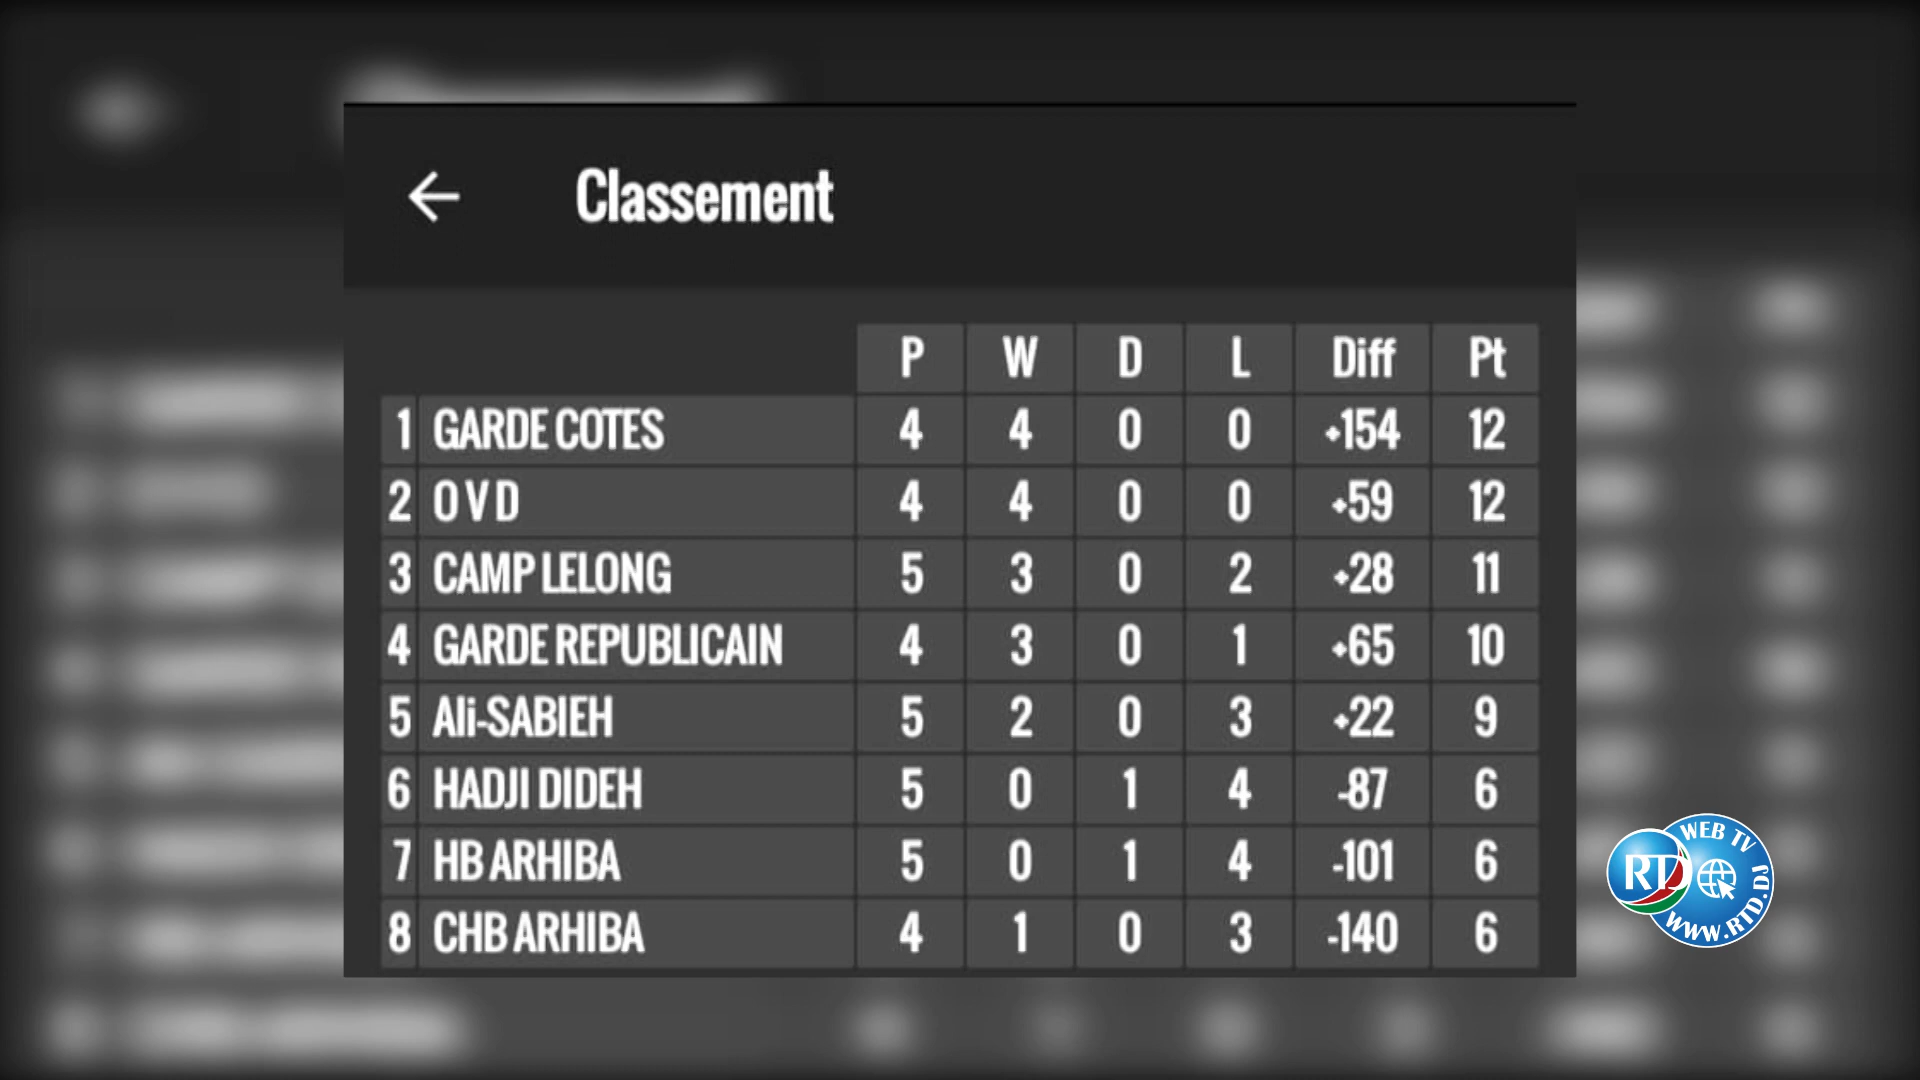 Classement
P W D L Diff Pt
1 GARDE COTES 4 4 0 0 +154 12
2 O V D 4 4 0 0 +59 12
3 CAMP LELONG 5 3 0 2 +28 11
4 GARDE REPUBLICAIN 4 3 0 1 +65 10
5 Ali-SABIEH 5 2 0 3 +22 9
6 HADJI DIDEH 5 0 1 4 -87 6
7 HB ARHIBA 5 0 1 4 -101 6
8 CHB ARHIBA 4 1 0 3 -140 6
WEB TV
RTD
WWW.RTD.DJ